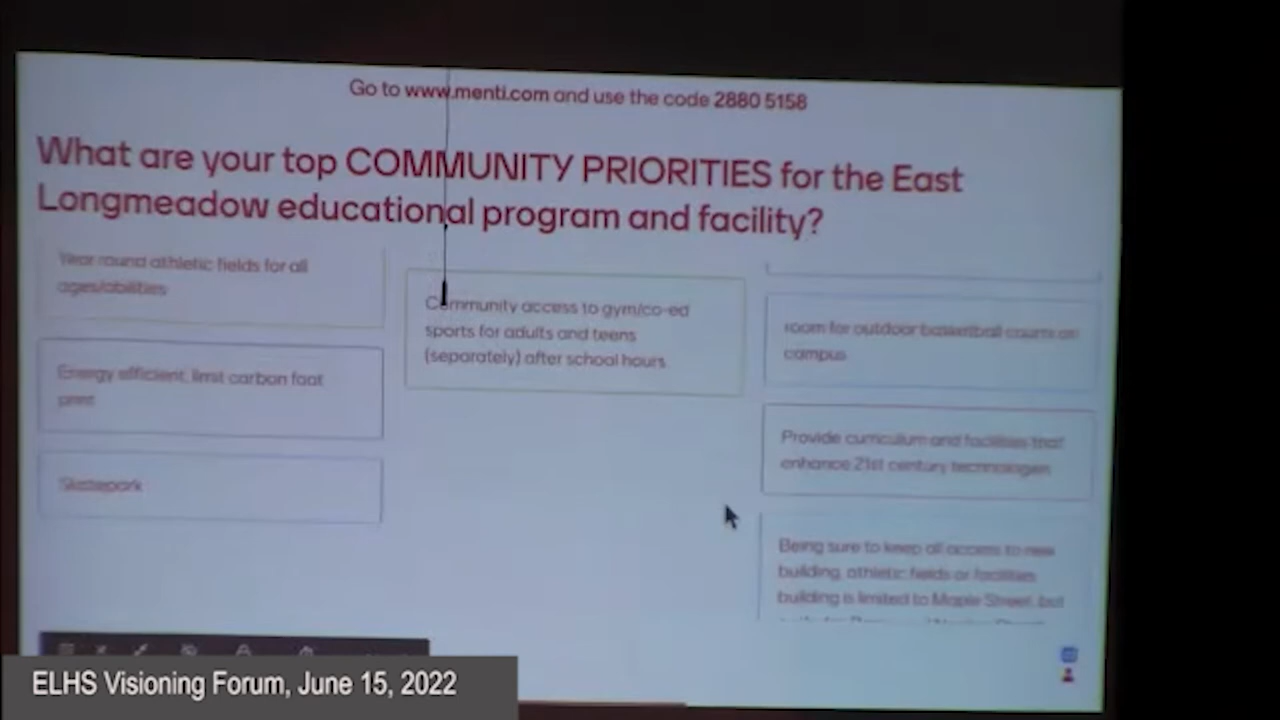 Go to www.menti.com and use the code 2880 5158
What are your top COMMUNITY PRIORITIES for the East
Longmeadow educational program and facility?
Year round athletic fields for all
ages/abilities
Energy efficient, limit carbon foot
print
Skatepark
Community access to gym/co-ed
sports for adults and teens
(separately) after school hours
room for outdoor basketball courts on
campus
Provide curriculum and facilities that
enhance 21st century technologies
Being sure to keep all access to new
building, athletic fields or facilities
building is limited to Maple Street, but
ELHS Visioning Forum, June 15, 2022